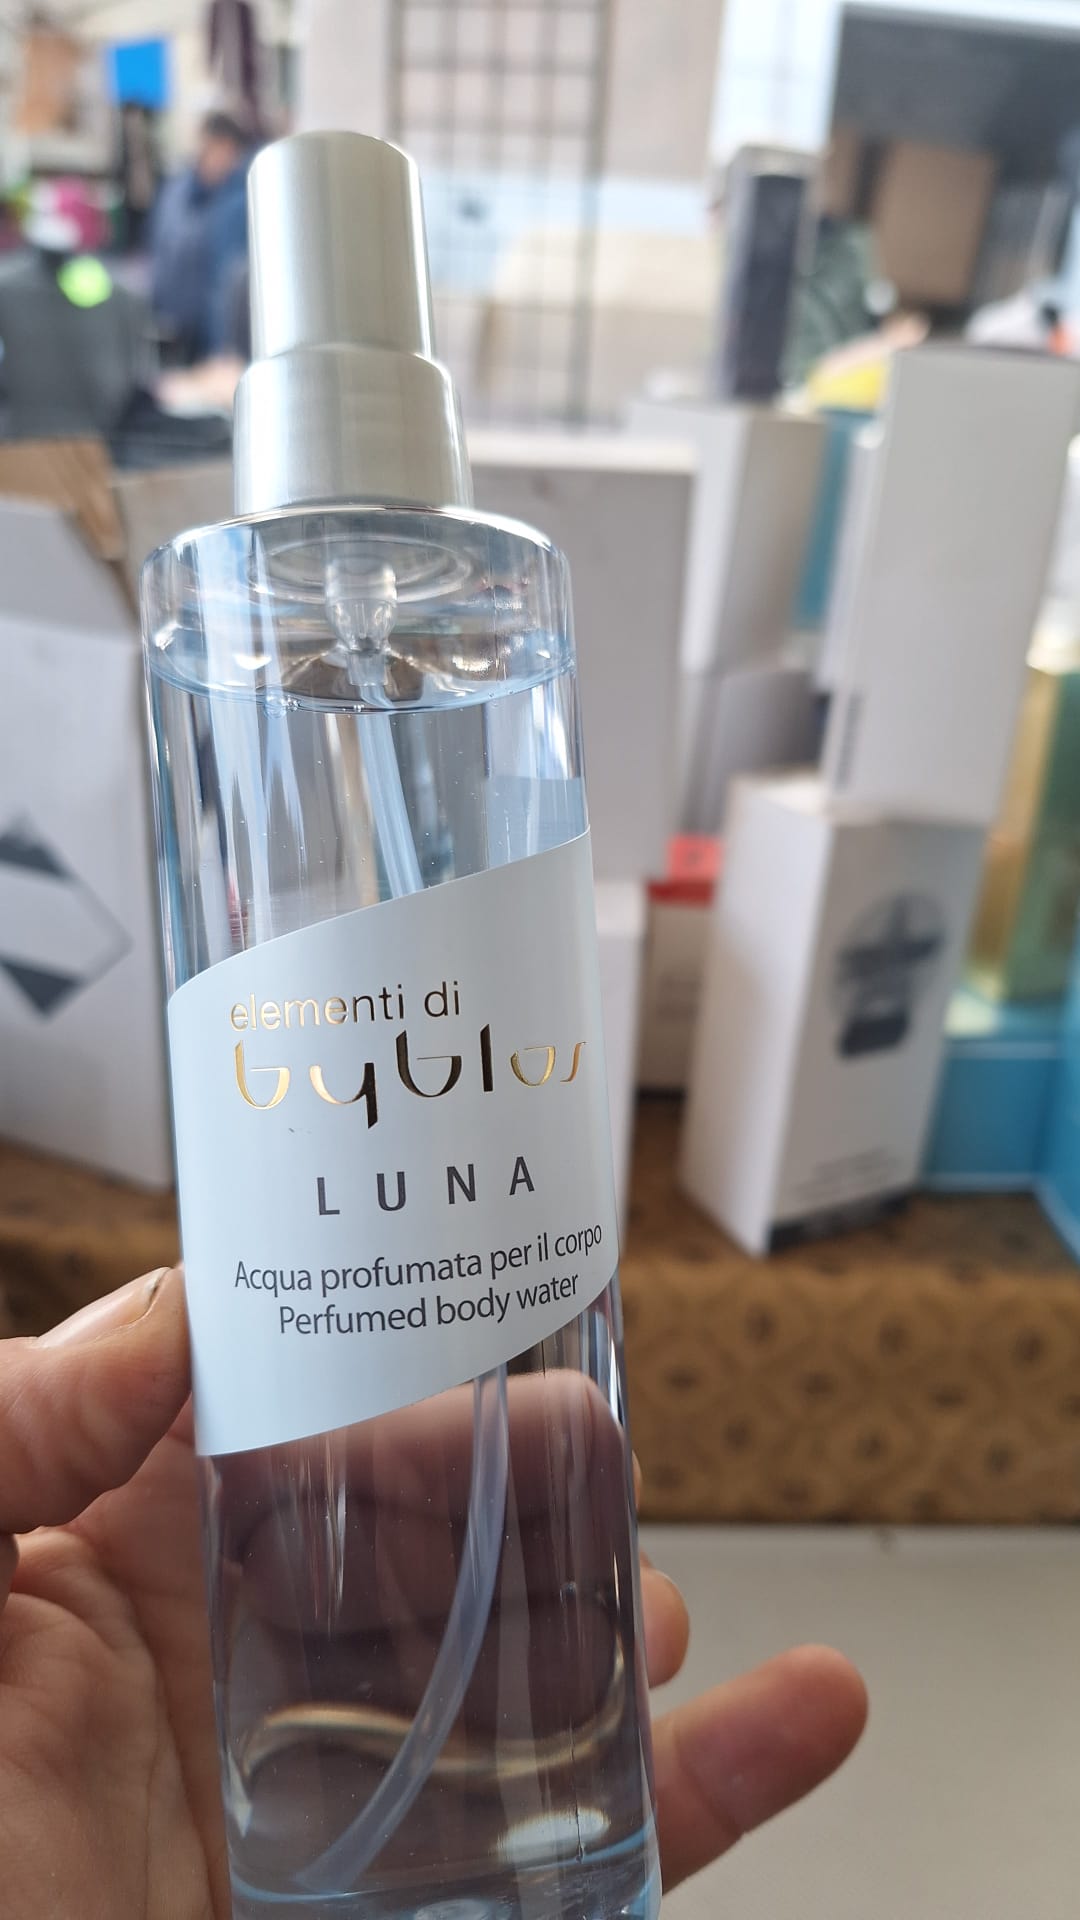 elementi di
byblos
LUNA
Acqua profumata per il corpo
Perfumed body water